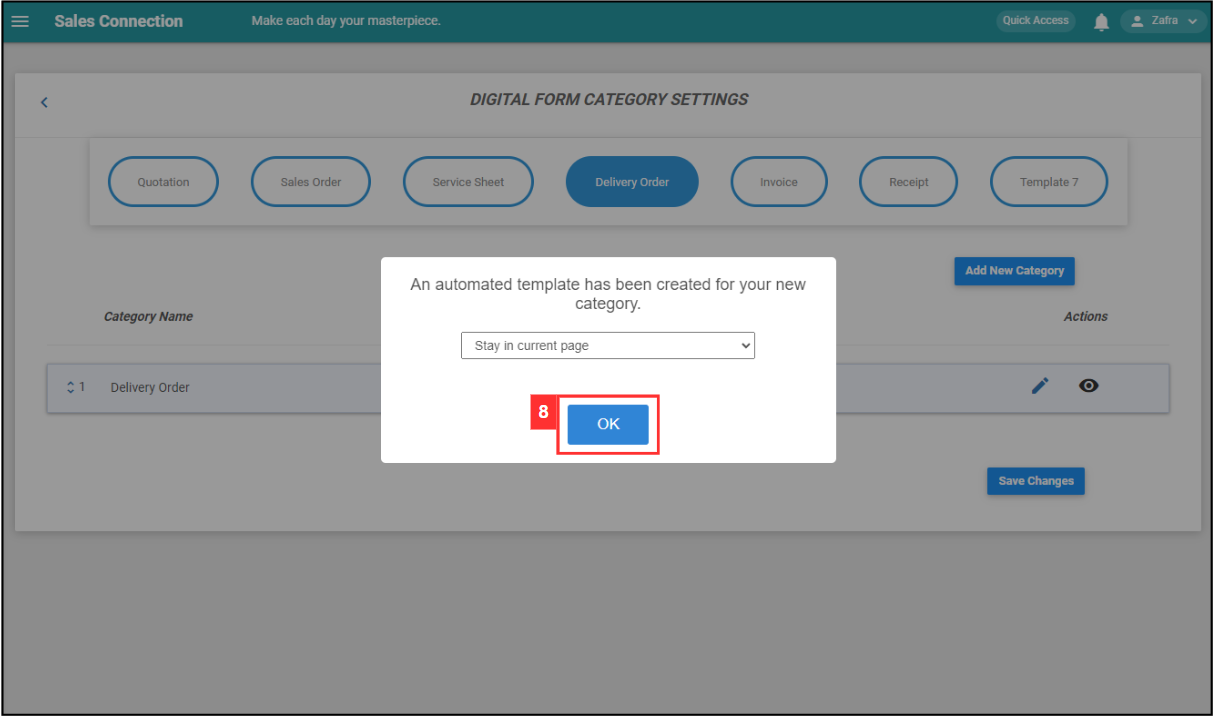 Sales Connection Make each day your masterpiece. Quick Access Zafra
DIGITAL FORM CATEGORY SETTINGS
Quotation Sales Order Service Sheet Delivery Order Invoice Receipt Template 7
Add New Category
An automated template has been created for your new
category.
Category Name Actions
Stay in current page
1 Delivery Order
8 OK
Save Changes